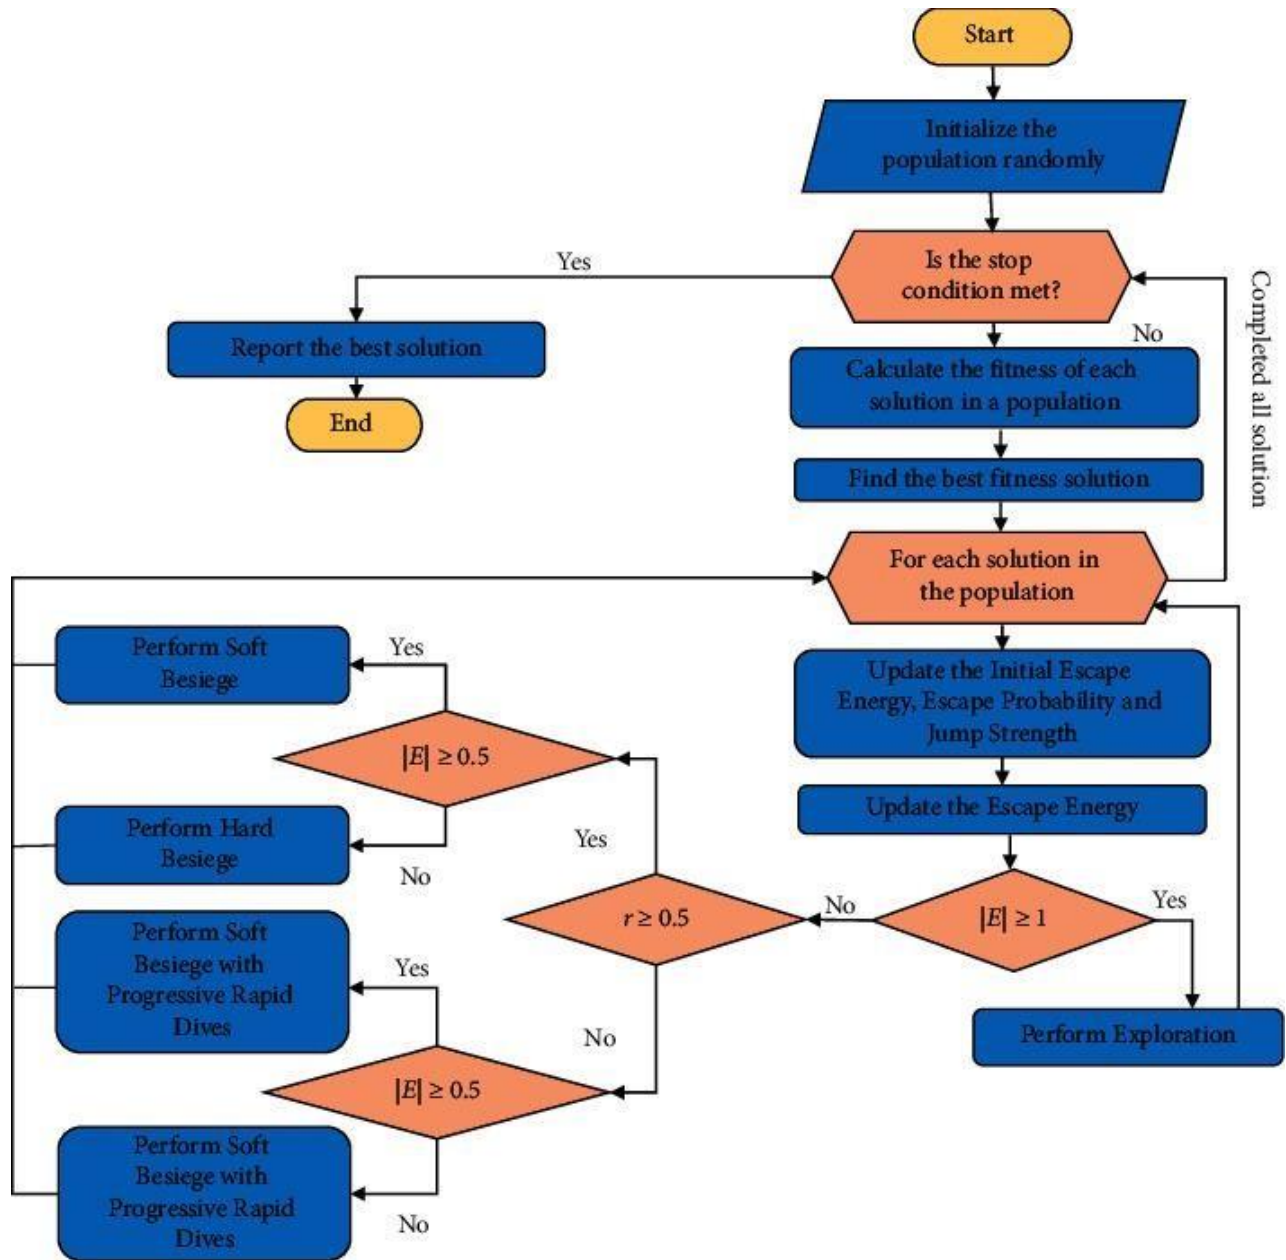 Start
Initialize the
population randomly
Is the stop
condition met?
Yes
No
Report the best solution
End
Calculate the fitness of each
solution in a population
Find the best fitness solution
Completed all solution
For each solution in
the population
Update the Initial Escape
Energy, Escape Probability and
Jump Strength
Update the Escape Energy
|E| ≥ 1
Yes
No
Perform Exploration
r ≥ 0.5
Yes
No
|E| ≥ 0.5
Yes
Perform Soft
Besiege
No
Perform Hard
Besiege
|E| ≥ 0.5
Yes
Perform Soft
Besiege with
Progressive Rapid
Dives
No
Perform Soft
Besiege with
Progressive Rapid
Dives